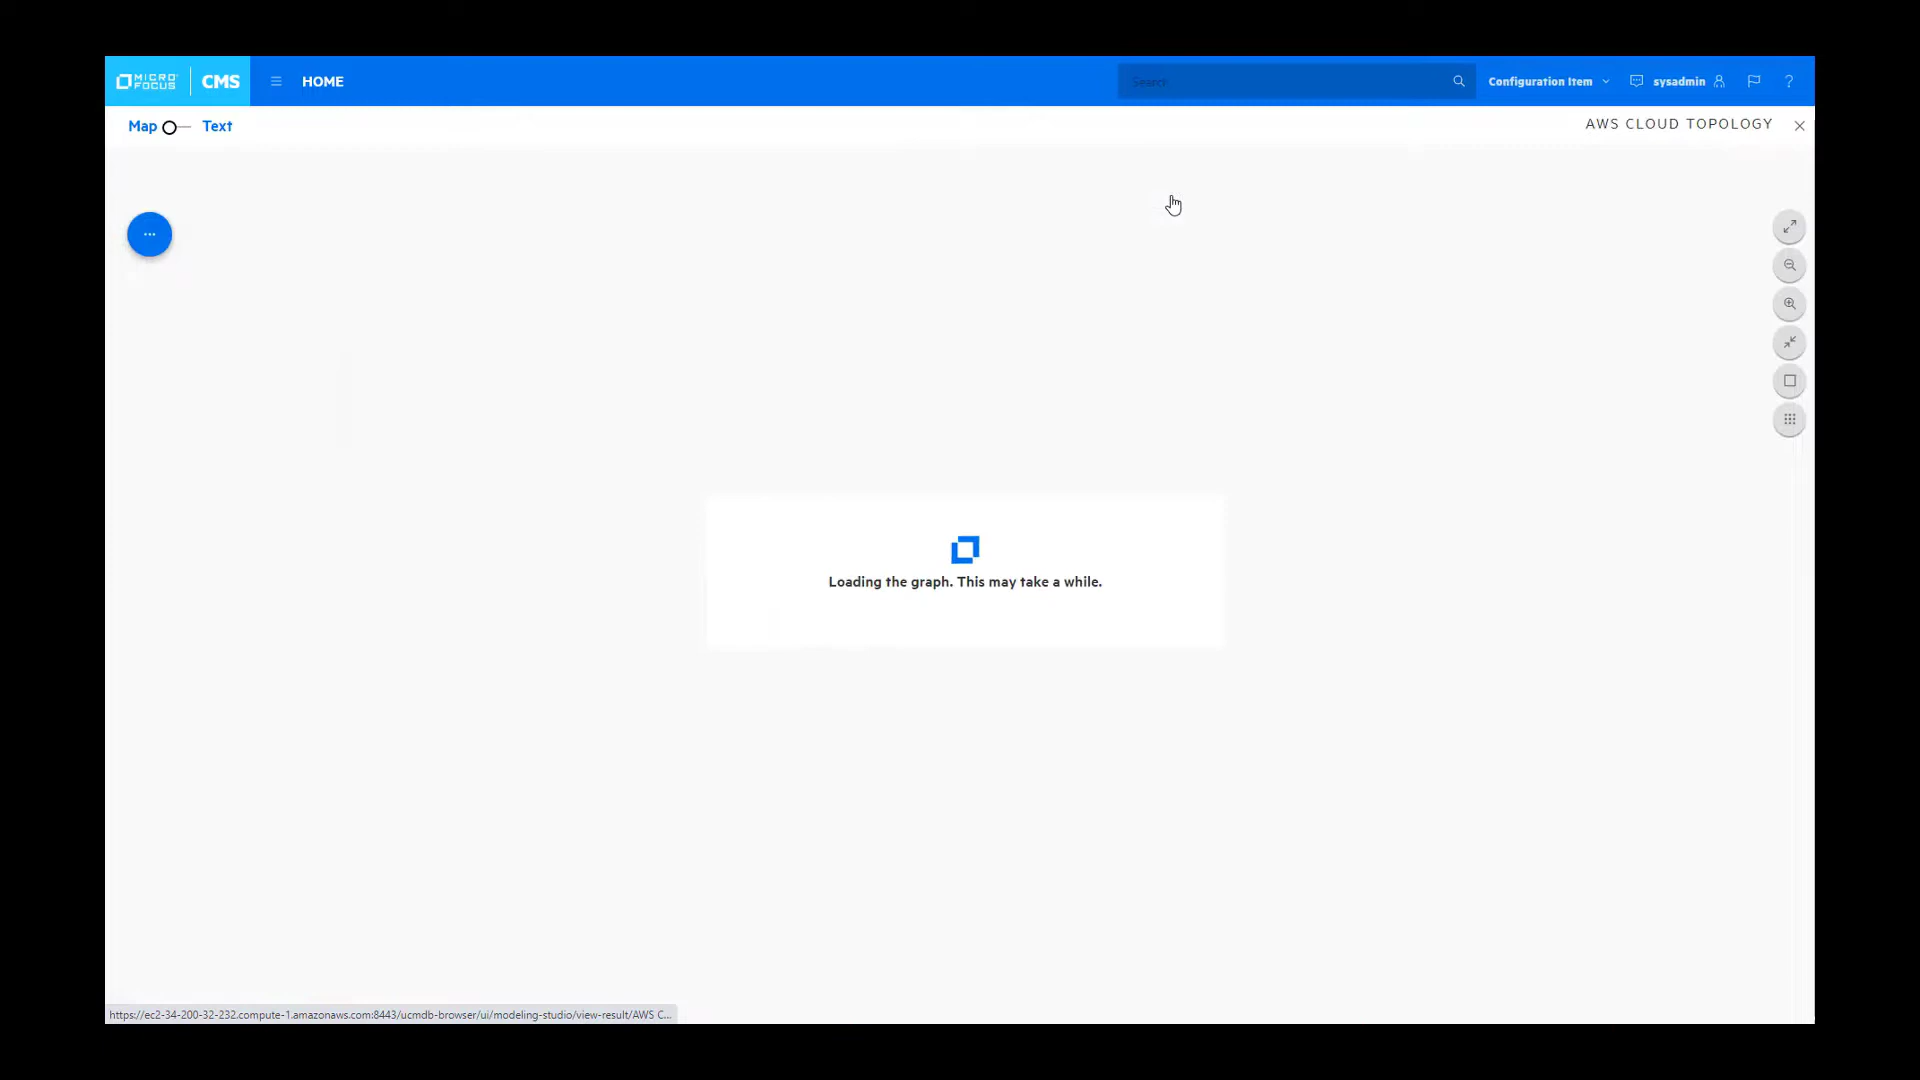 MICRO FOCUS CMS HOME Search Configuration Item sysadmin ?
Map Text AWS CLOUD TOPOLOGY
...
Loading the graph. This may take a while.
https://ec2-34-200-32-232.compute-1.amazonaws.com:8443/ucmdb-browser/ui/modeling-studio/view-result/AWS C...